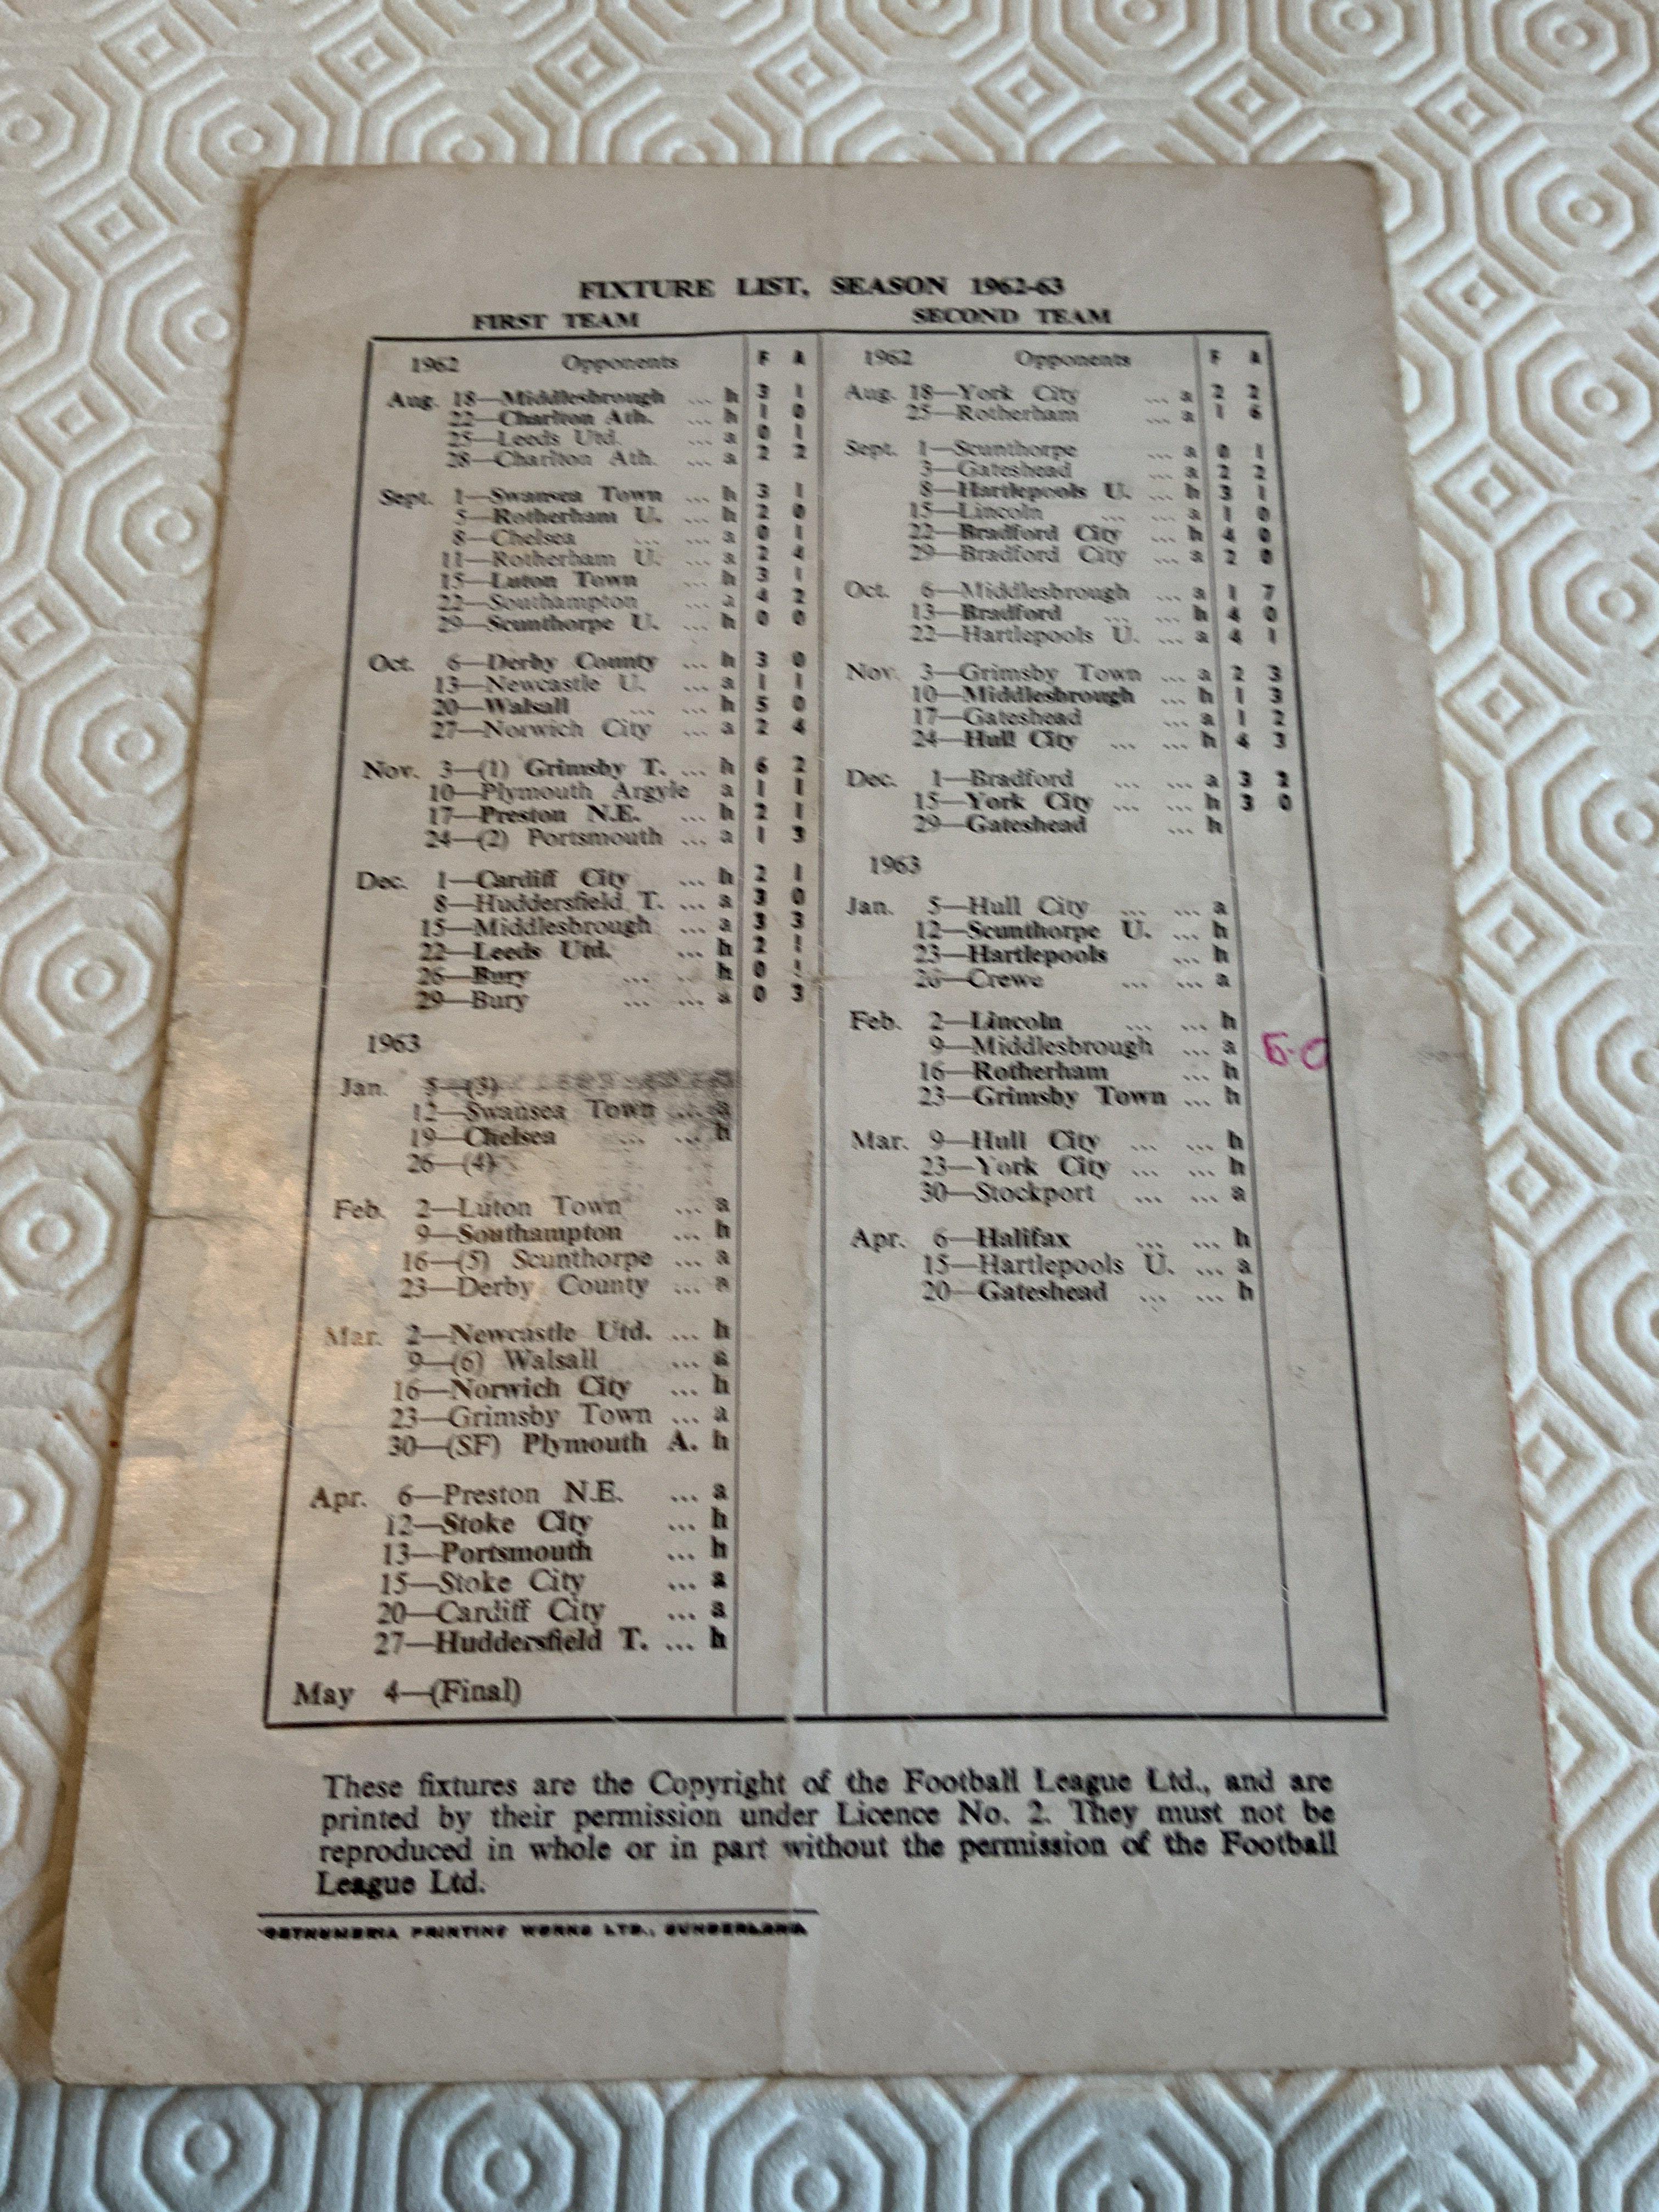 FIXTURE LIST, SEASON 1962-63
FIRST TEAM
1962 Opponents F A
Aug. 18—Middlesbrough ... h 3 1
22—Charlton Ath. ... h 1 0
25—Leeds Utd. ... a 0 1
28—Charlton Ath. ... a 2 2
Sept. 1—Swansea Town ... h 3 1
5—Rotherham U. ... h 2 0
8—Chelsea ... ... a 0 1
11—Rotherham U. ... a 2 4
15—Luton Town ... h 3 1
22—Southampton ... a 4 2
29—Scunthorpe U. ... h 0 0
Oct. 6—Derby County ... h 3 0
13—Newcastle U. ... a 1 1
20—Walsall ... ... h 5 0
27—Norwich City ... a 2 4
Nov. 3—(1) Grimsby T. ... h 6 2
10—Plymouth Argyle a 1 1
17—Preston N.E. ... h 2 1
24—(2) Portsmouth ... a 1 3
Dec. 1—Cardiff City ... h 2 1
8—Huddersfield T. ... a 3 0
15—Middlesbrough ... a 3 3
22—Leeds Utd. ... h 2 1
26—Bury ... ... h 0 1
29—Bury ... ... a 0 3
1963
Jan. 5—(3)
12—Swansea Town ... a
19—Chelsea ... ... h
26—(4)
Feb. 2—Luton Town ... a
9—Southampton ... h
16—(5) Scunthorpe ... a
23—Derby County ... a
Mar. 2—Newcastle Utd. ... h
9—(6) Walsall ... a
16—Norwich City ... h
23—Grimsby Town ... a
30—(SF) Plymouth A. h
Apr. 6—Preston N.E. ... a
12—Stoke City ... h
13—Portsmouth ... h
15—Stoke City ... a
20—Cardiff City ... a
27—Huddersfield T. ... h
May 4—(Final)
SECOND TEAM
1962 Opponents F A
Aug. 18—York City ... a 2 2
25—Rotherham ... a 1 6
Sept. 1—Scunthorpe ... a 0 1
3—Gateshead ... a 2 2
8—Hartlepools U. ... h 3 1
15—Lincoln ... ... a 1 0
22—Bradford City ... h 4 0
29—Bradford City ... a 2 0
Oct. 6—Middlesbrough ... a 1 7
13—Bradford ... ... h 4 0
22—Hartlepools U. ... a 4 1
Nov. 3—Grimsby Town ... a 2 3
10—Middlesbrough ... h 1 3
17—Gateshead ... a 1 2
24—Hull City ... ... h 4 3
Dec. 1—Bradford ... ... a 3 2
15—York City ... ... h 3 0
29—Gateshead ... h
1963
Jan. 5—Hull City ... ... a
12—Scunthorpe U. ... h
23—Hartlepools ... h
26—Crewe ... ... a
Feb. 2—Lincoln ... ... h
9—Middlesbrough ... a
16—Rotherham ... h
23—Grimsby Town ... h
Mar. 9—Hull City ... ... h
23—York City ... ... h
30—Stockport ... ... a
Apr. 6—Halifax ... ... h
15—Hartlepools U. ... a
20—Gateshead ... ... h
These fixtures are the Copyright of the Football League Ltd., and are
printed by their permission under Licence No. 2. They must not be
reproduced in whole or in part without the permission of the Football
League Ltd.
PRINTING WORKS LTD., SUNDERLAND